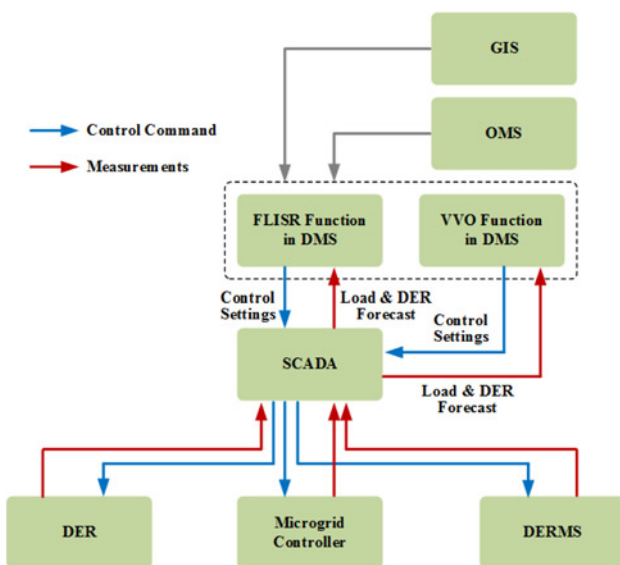 GIS
OMS
Control Command
Measurements
FLISR Function
in DMS
VVO Function
in DMS
Control
Settings
Load & DER
Forecast
Control
Settings
SCADA
Load & DER
Forecast
DER
Microgrid
Controller
DERMS